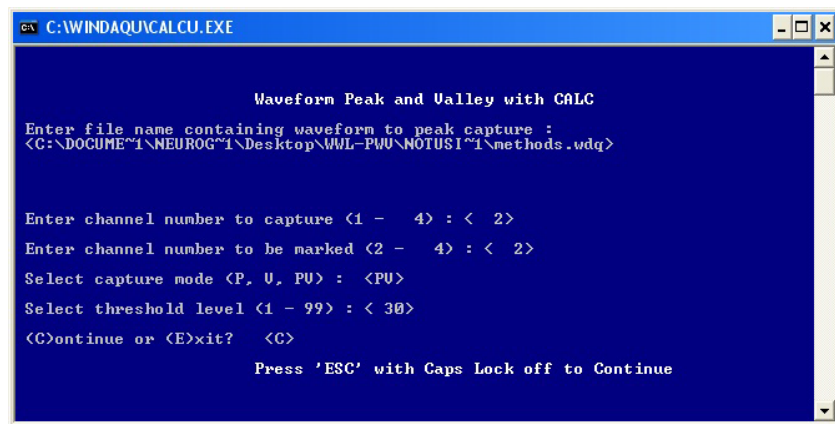 C:\WINDAQU\CALCU.EXE
Waveform Peak and Valley with CALC
Enter file name containing waveform to peak capture :
<C:\DOCUME~1\NEUROG~1\Desktop\WWL-PWV\NOTUSI~1\methods.wdq>
Enter channel number to capture (1 -   4) : <  2>
Enter channel number to be marked (2 -   4) : <  2>
Select capture mode (P, V, PV) :  <PV>
Select threshold level (1 - 99) : < 30>
(C)ontinue or (E)xit?   <C>
Press 'ESC' with Caps Lock off to Continue